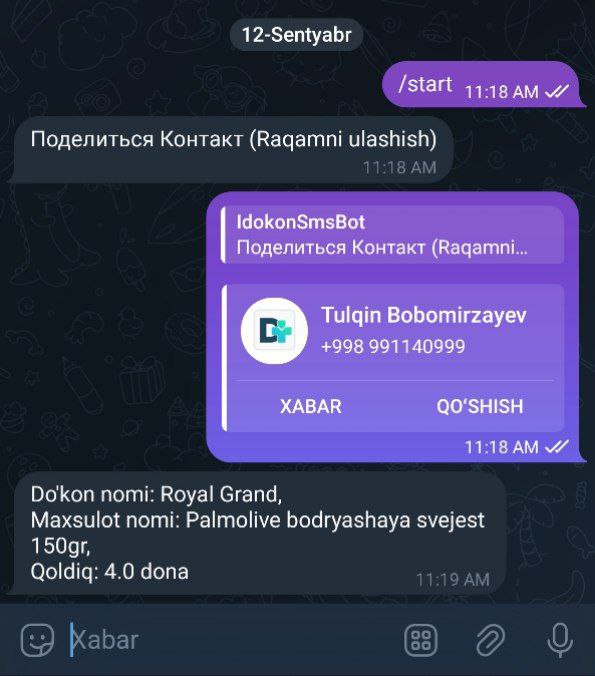 12-Sentyabr
/start 11:18 AM
Поделиться Контакт (Raqamni ulashish)
11:18 AM
IdokonSmsBot
Поделиться Контакт (Raqamni...
Tulqin Bobomirzayev
+998 991140999
XABAR QO‘SHISH
11:18 AM
Do'kon nomi: Royal Grand,
Maxsulot nomi: Palmolive bodryashaya svejest
150gr,
Qoldiq: 4.0 dona
11:19 AM
Xabar